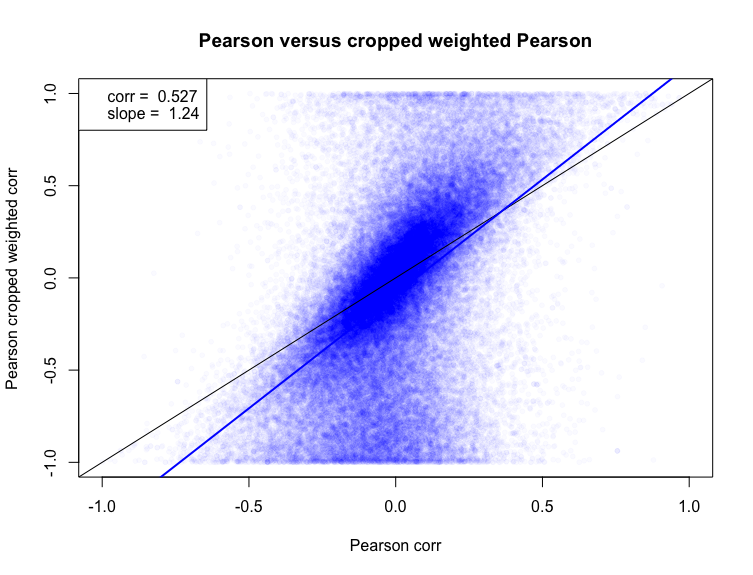 Pearson versus cropped weighted Pearson
corr = 0.527
slope = 1.24
Pearson cropped weighted corr
1.0
0.5
0.0
-0.5
-1.0
-1.0 -0.5 0.0 0.5 1.0
Pearson corr